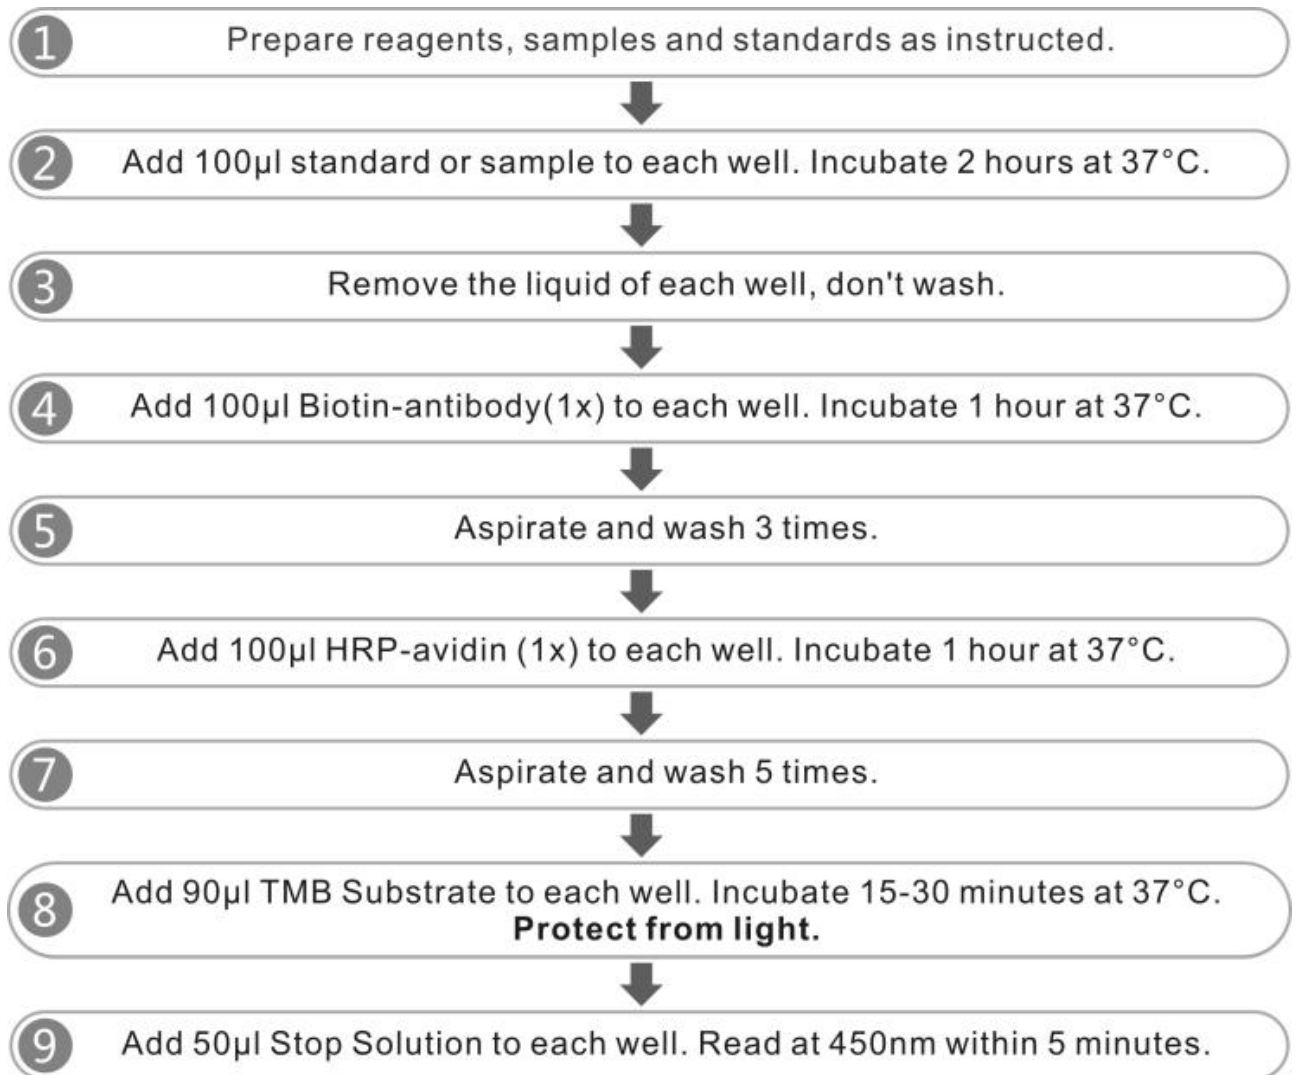 1 Prepare reagents, samples and standards as instructed.
2 Add 100μl standard or sample to each well. Incubate 2 hours at 37°C.
3 Remove the liquid of each well, don't wash.
4 Add 100μl Biotin-antibody(1x) to each well. Incubate 1 hour at 37°C.
5 Aspirate and wash 3 times.
6 Add 100μl HRP-avidin (1x) to each well. Incubate 1 hour at 37°C.
7 Aspirate and wash 5 times.
8 Add 90μl TMB Substrate to each well. Incubate 15-30 minutes at 37°C.
Protect from light.
9 Add 50μl Stop Solution to each well. Read at 450nm within 5 minutes.